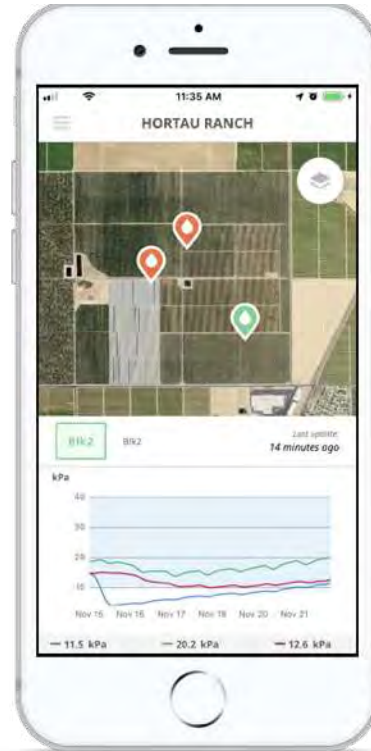 11:35 AM
HORTAU RANCH
Blk2 Blk2
Last update:
14 minutes ago
kPa
40
30
20
10
Nov 15 Nov 16 Nov 17 Nov 18 Nov 20 Nov 21
11.5 kPa 20.2 kPa 12.6 kPa